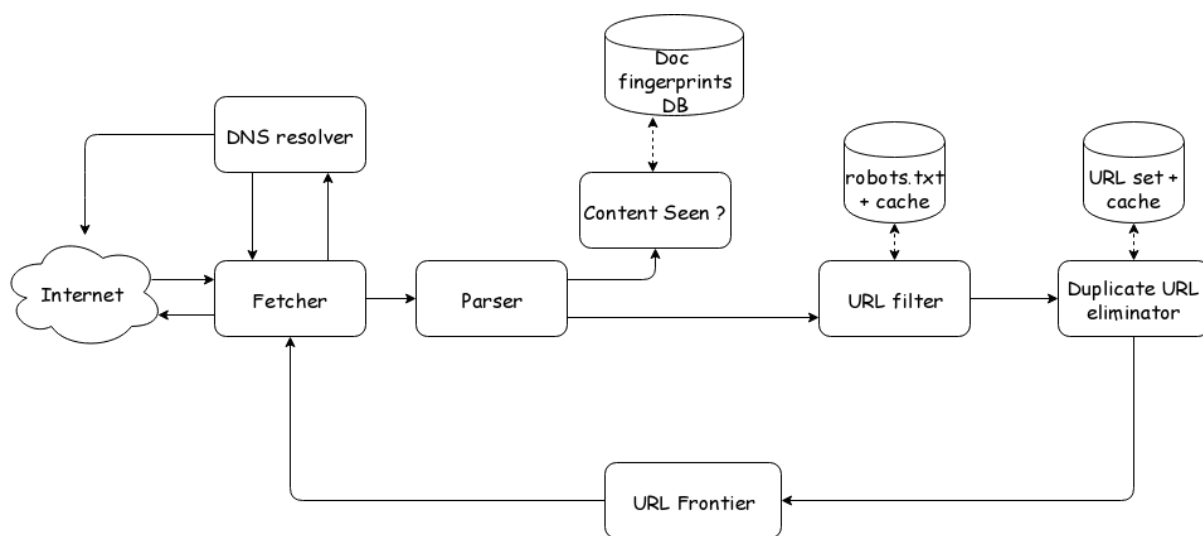 Doc
fingerprints
DB
DNS resolver
robots.txt
+ cache
URL set +
cache
Content Seen ?
Internet
Fetcher
Parser
URL filter
Duplicate URL
eliminator
URL Frontier